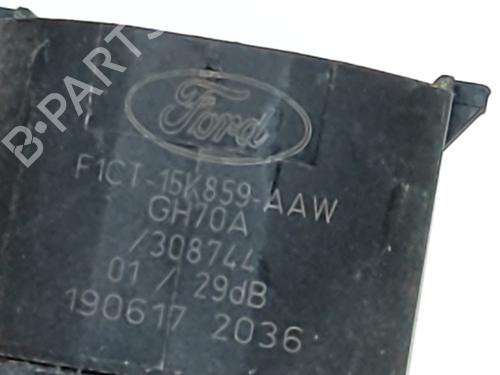 B·PARTS
Ford
F1CT-15K859-AAW
GH70A
/308744
01 / 29dB
190617 2036